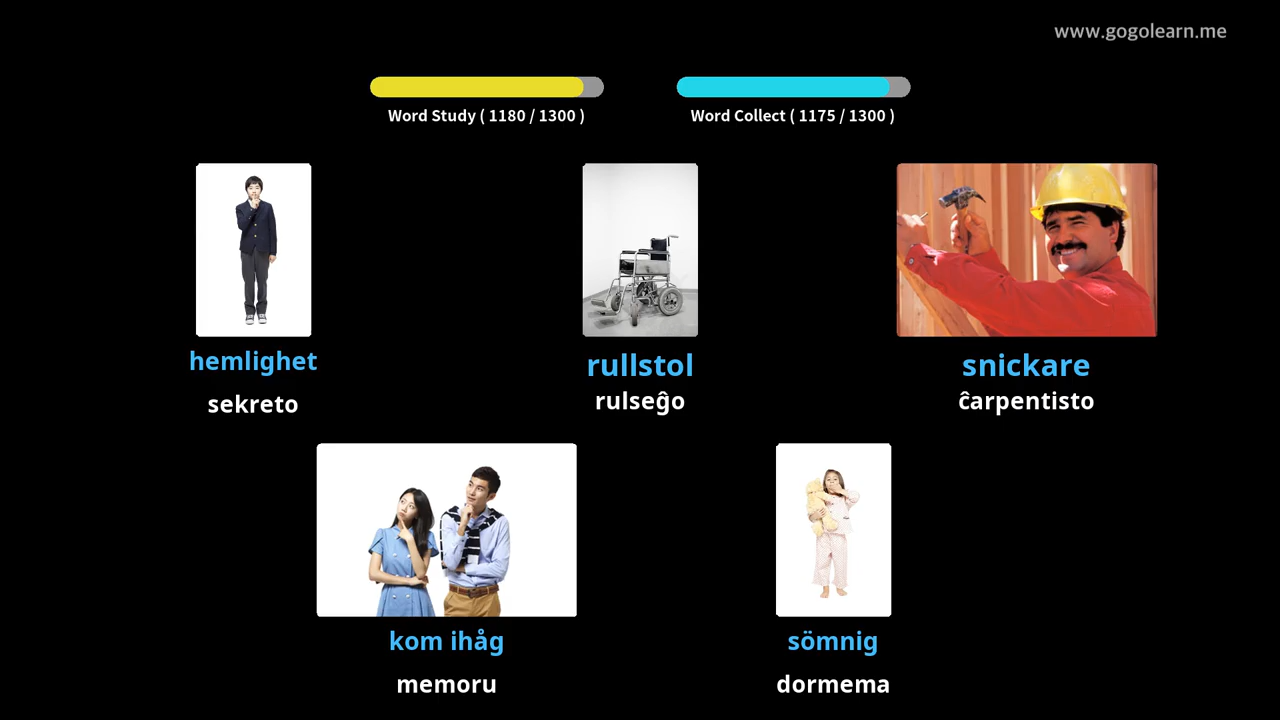 www.gogolearn.me
Word Study ( 1180 / 1300 )
Word Collect ( 1175 / 1300 )
hemlighet
sekreto
rullstol
rulseĝo
snickare
ĉarpentisto
kom ihåg
memoru
sömnig
dormema